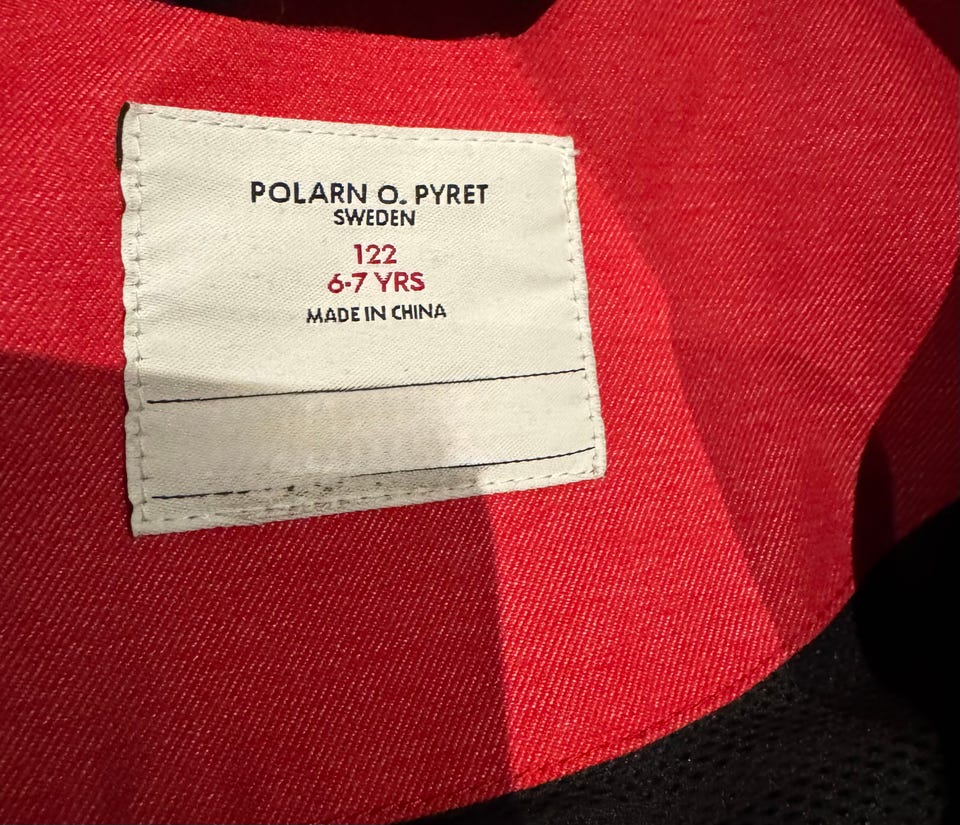 POLARN O. PYRET
SWEDEN
122
6-7 YRS
MADE IN CHINA